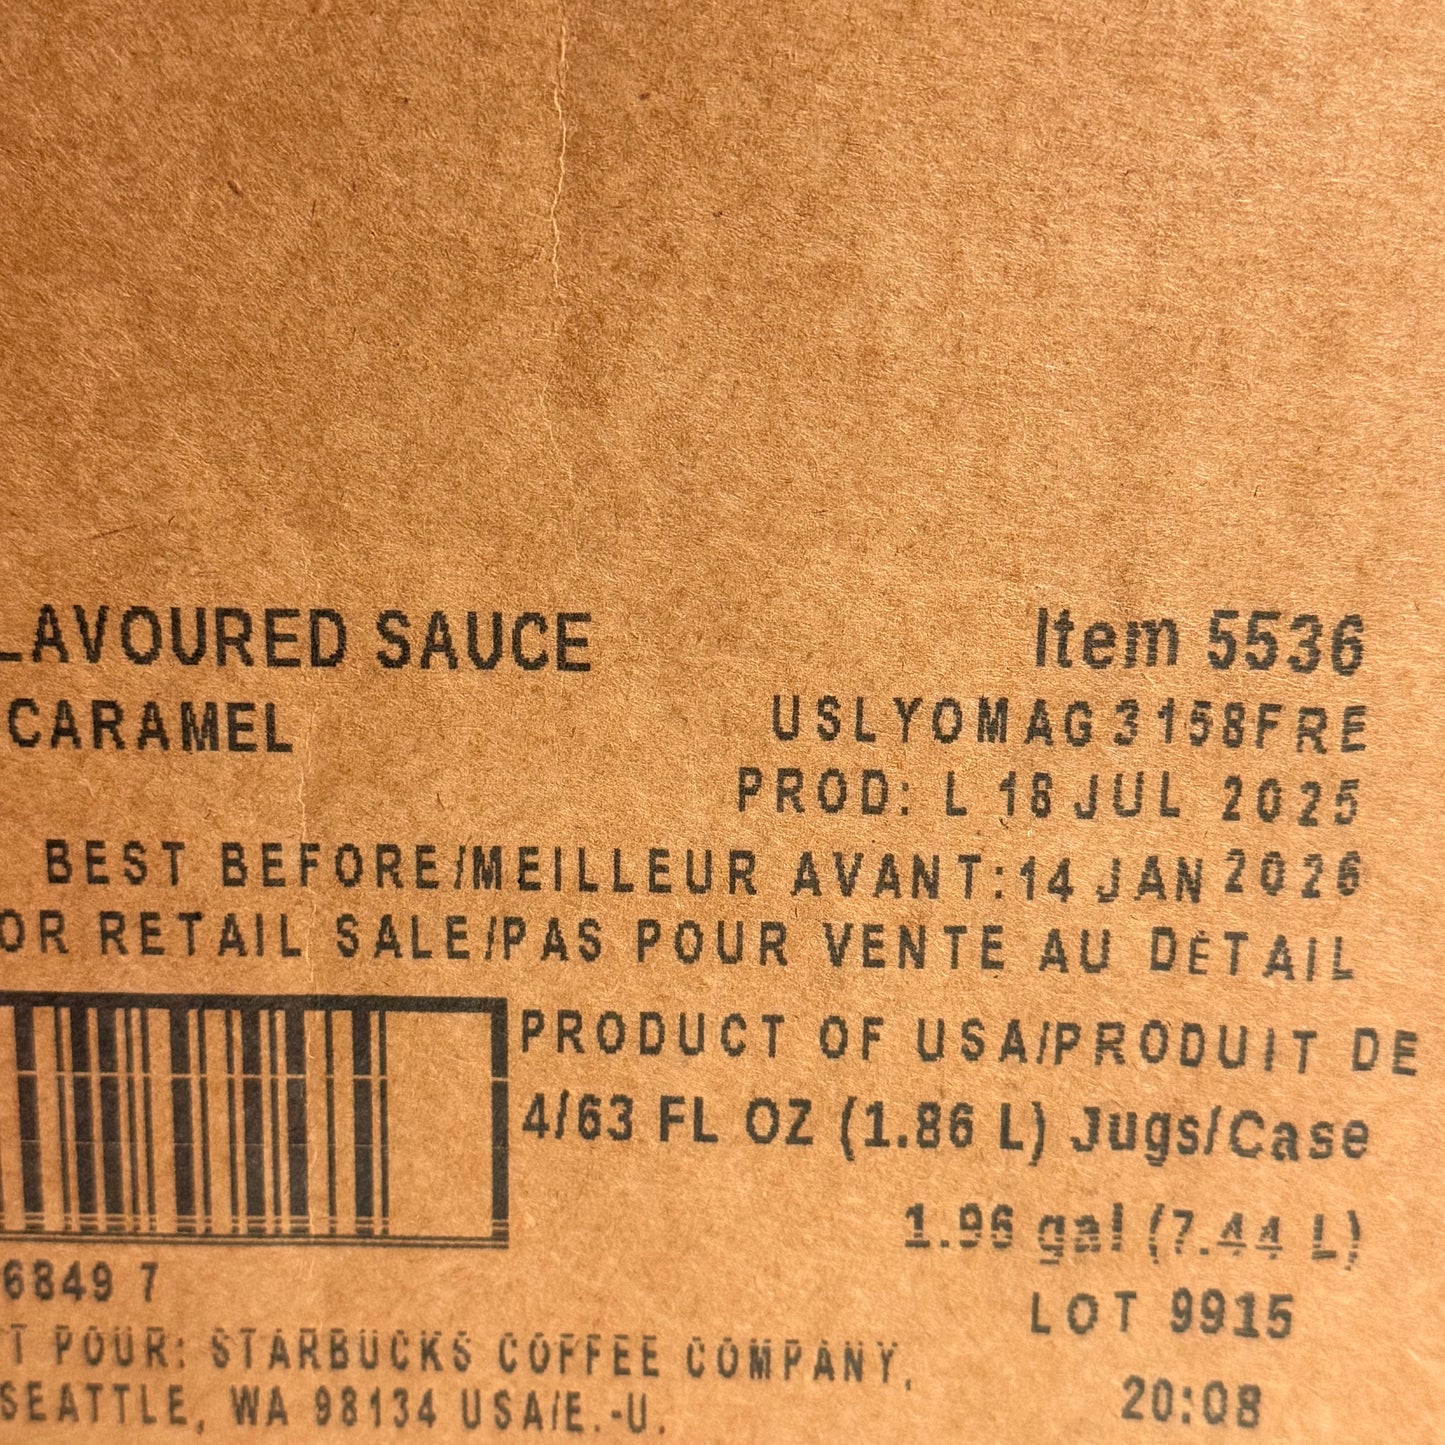 LAVOURED SAUCE
Item 5536
CARAMEL
USLYOMAG3158FRE
PROD: L 18 JUL 2025
BEST BEFORE/MEILLEUR AVANT:14 JAN 2026
OR RETAIL SALE/PAS POUR VENTE AU DÉTAIL
PRODUCT OF USA/PRODUIT DE
4/63 FL OZ (1.86 L) Jugs/Case
1.96 gal (7.44 L)
6849 7
LOT 9915
T POUR: STARBUCKS COFFEE COMPANY,
SEATTLE, WA 98134 USA/E.-U.
20:08